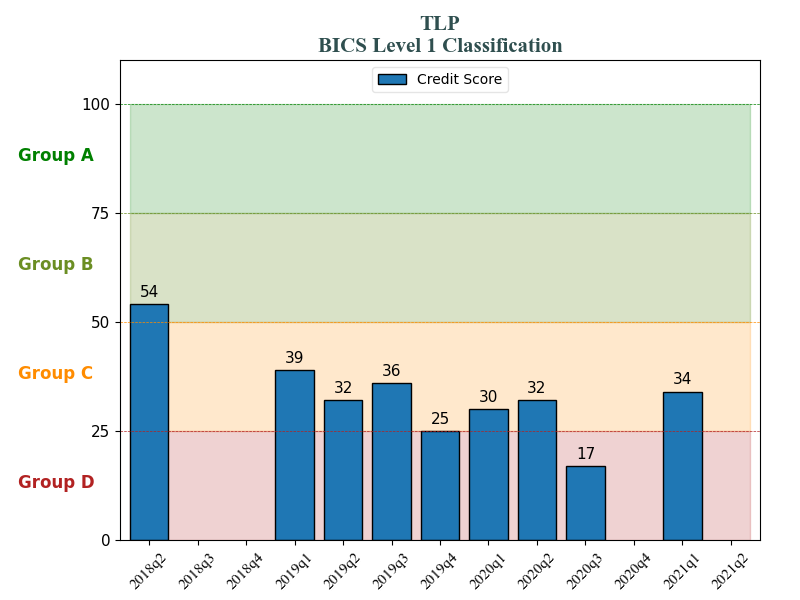 TLP
BICS Level 1 Classification
Credit Score
100
Group A
75
Group B
54
50
39
Group C
32
36
25
30
32
34
25
17
Group D
0
2018q2
2018q3
2018q4
2019q1
2019q2
2019q3
2019q4
2020q1
2020q2
2020q3
2020q4
2021q1
2021q2